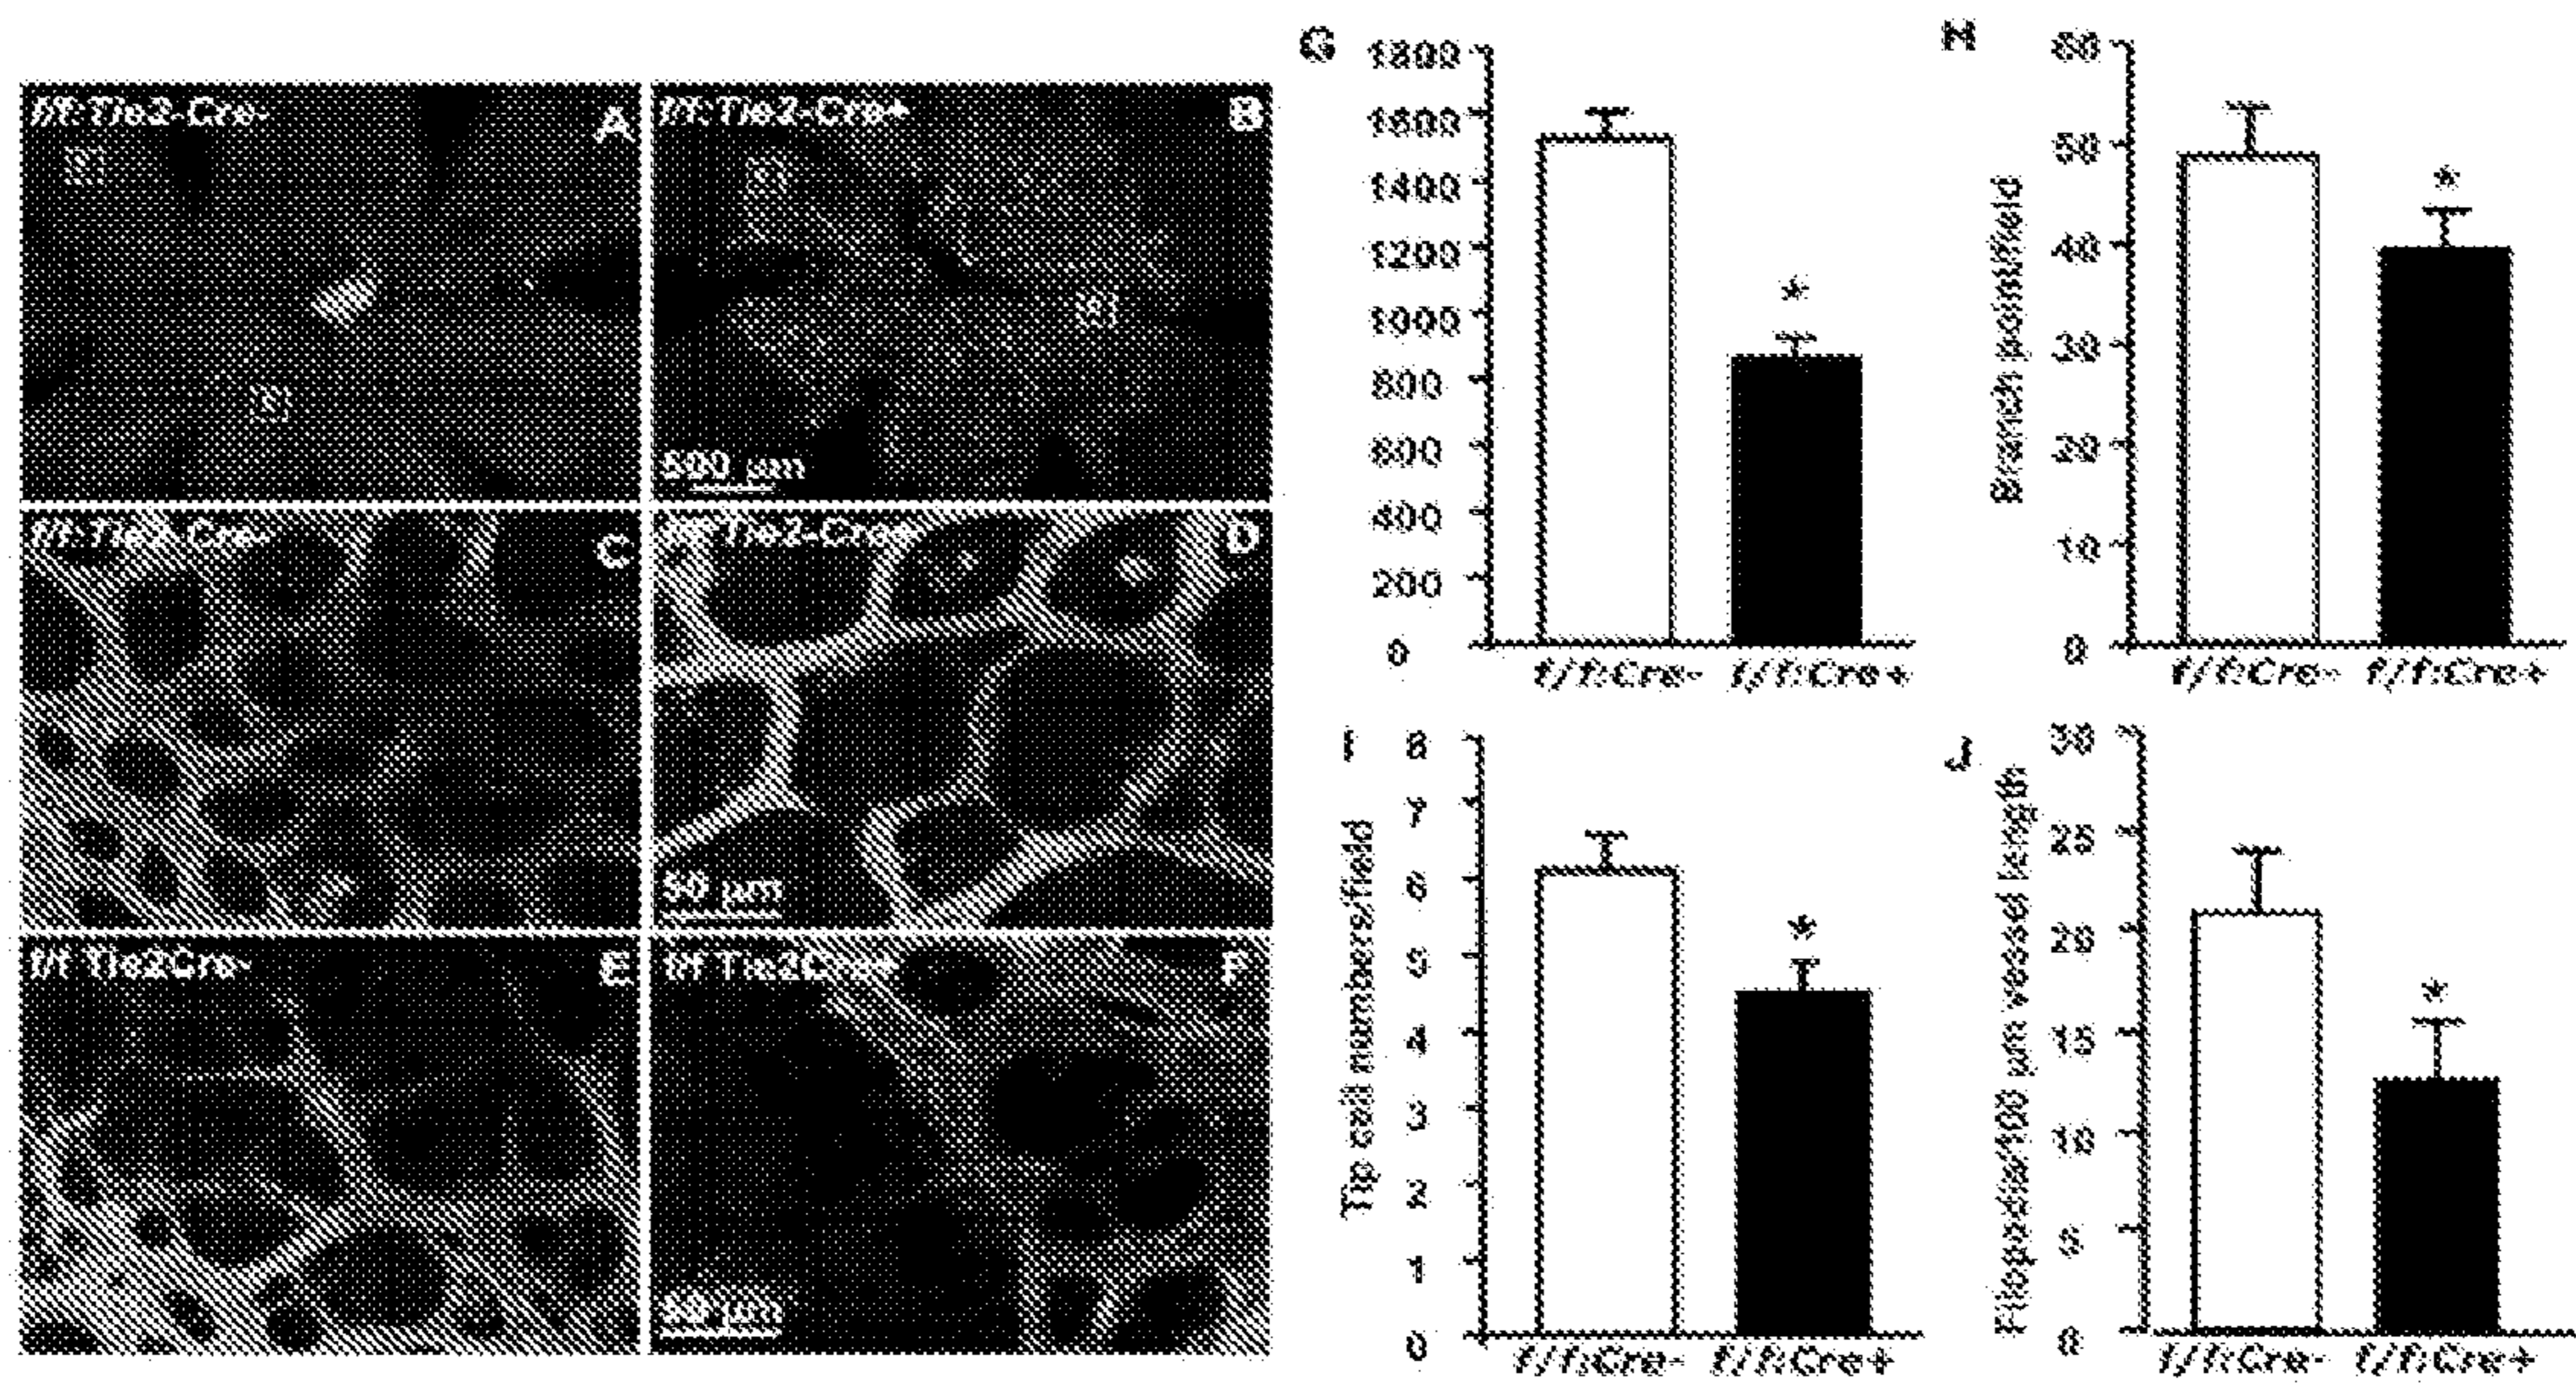 f/f:Tie2-Cre-
A
f/f:Tie2-Cre+
B
500 µm
f/f:Tie2-Cre-
C
f/f:Tie2-Cre+
D
50 µm
f/f Tie2Cre-
E
f/f Tie2Cre+
F
50 µm
G
1800
1600
1400
1200
1000
800
600
400
200
0
*
f/f:Cre- f/f:Cre+
H
Branch point/field
60
50
40
30
20
10
0
*
f/f:Cre- f/f:Cre+
I
Tip cell numbers/field
8
7
6
5
4
3
2
1
0
*
f/f:Cre- f/f:Cre+
J
Filopodia/100 µm vessel length
30
25
20
15
10
5
0
*
f/f:Cre- f/f:Cre+